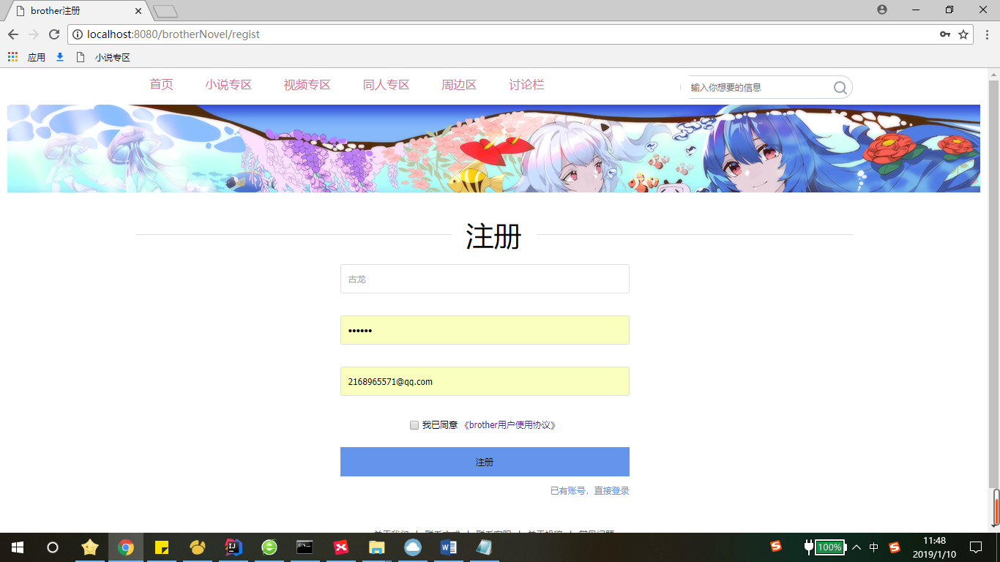 brother注册
localhost:8080/brotherNovel/regist
应用
小说专区
首页 小说专区 视频专区 同人专区 周边区 讨论栏
输入你想要的信息
注册
古龙
••••••
2168965571@qq.com
我已同意 《brother用户使用协议》
注册
已有账号，直接登录
100%
中
11:48
2019/1/10